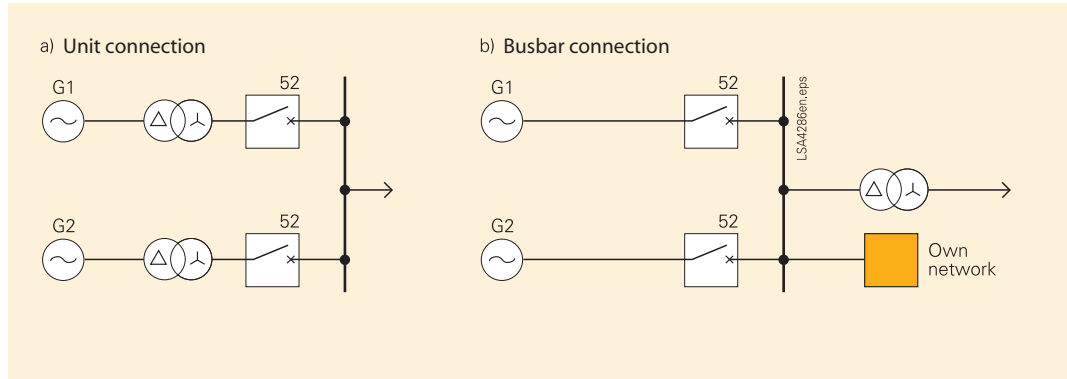 a) Unit connection
G1
52
G2
52
b) Busbar connection
G1
52
LSA4286en.eps
G2
52
Own
network